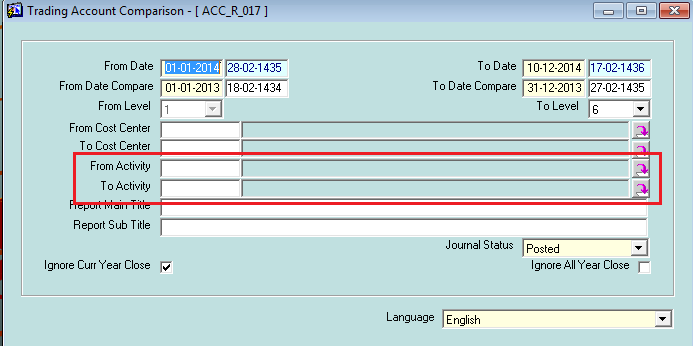 Trading Account Comparison - [ ACC_R_017 ]
From Date 01-01-2014 28-02-1435 To Date 10-12-2014 17-02-1436
From Date Compare 01-01-2013 18-02-1434 To Date Compare 31-12-2013 27-02-1435
From Level 1 To Level 6
From Cost Center
To Cost Center
From Activity
To Activity
Report Main Title
Report Sub Title
Journal Status Posted
Ignore Curr Year Close Ignore All Year Close
Language English